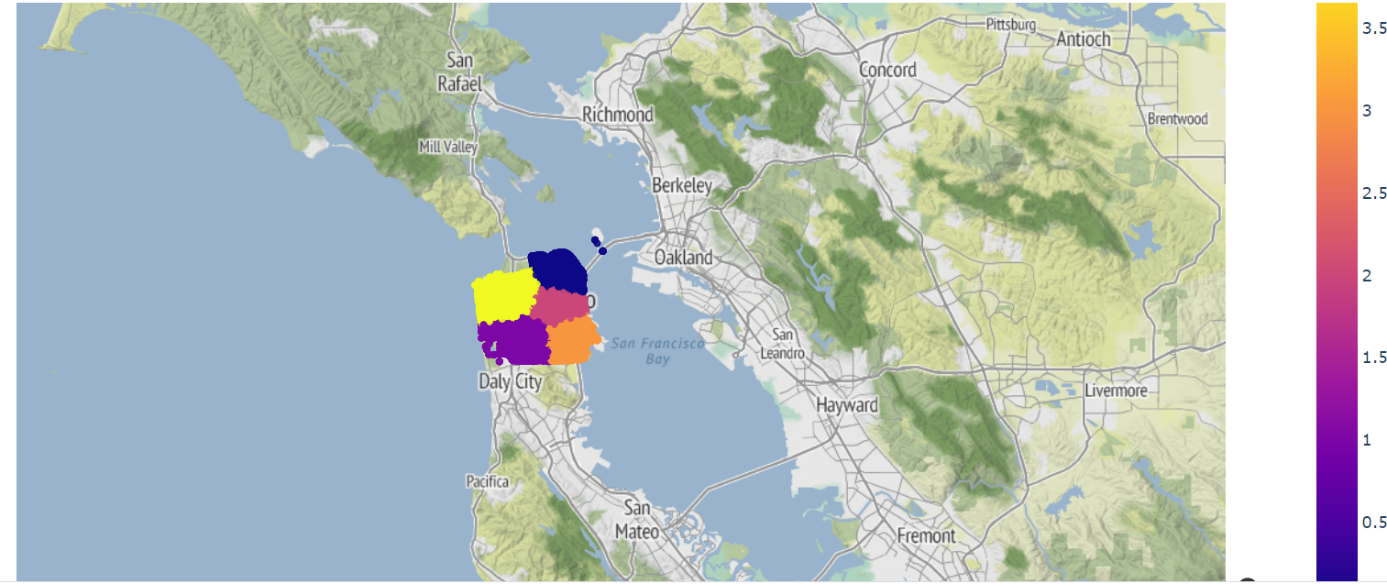 Pittsburg
Antioch
San
Rafael
Concord
Richmond
Brentwood
Mill Valley
Berkeley
Oakland
o
San Francisco
Bay
San
Leandro
Daly City
Hayward
Livermore
Pacifica
San
Mateo
Fremont
3.5
3
2.5
2
1.5
1
0.5